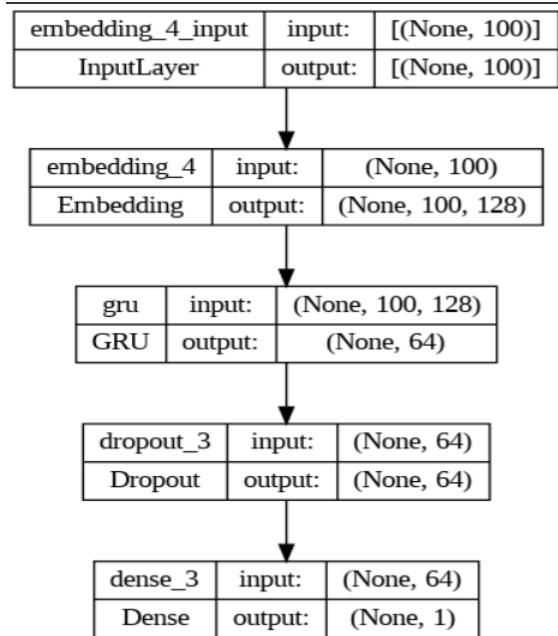 embedding_4_input input: [(None, 100)]
InputLayer output: [(None, 100)]
embedding_4 input: (None, 100)
Embedding output: (None, 100, 128)
gru input: (None, 100, 128)
GRU output: (None, 64)
dropout_3 input: (None, 64)
Dropout output: (None, 64)
dense_3 input: (None, 64)
Dense output: (None, 1)